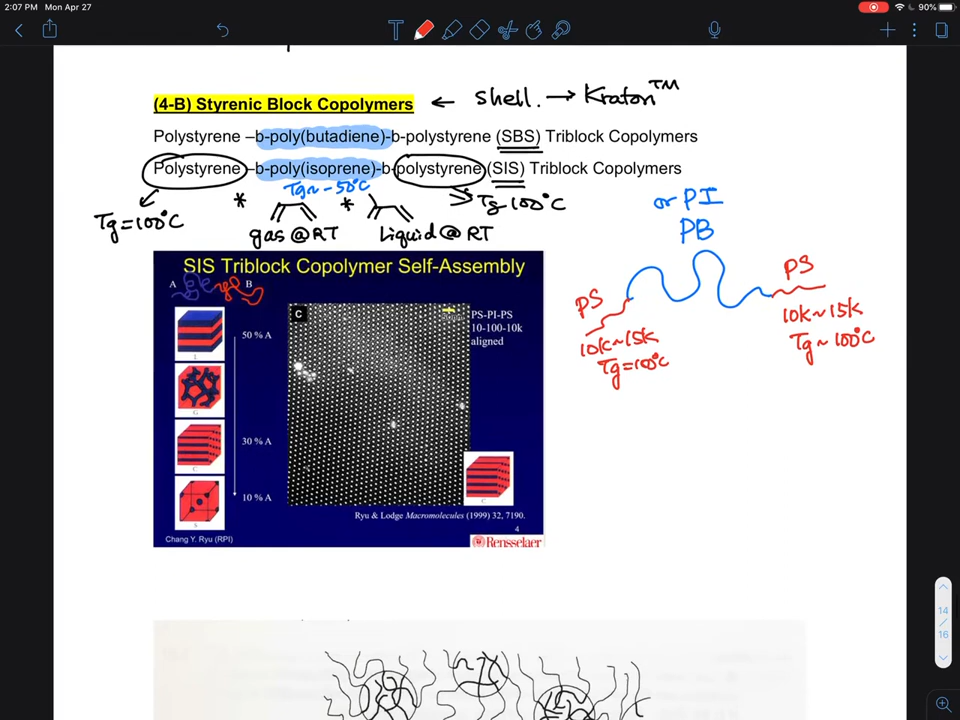 2:07 PM Mon Apr 27
90%
(4-B) Styrenic Block Copolymers ← Shell. → Kraton™
Polystyrene –b-poly(butadiene)-b-polystyrene (SBS) Triblock Copolymers
Polystyrene –b-poly(isoprene)-b-polystyrene (SIS) Triblock Copolymers
Tg ~ -50°C
Tg = 100°C
* *
Tg 100°C
gas @ RT
Liquid @ RT
or PI
PB
PS
10k~15k
Tg=100°C
PS
10k~15k
Tg ~ 100°C
SIS Triblock Copolymer Self-Assembly
A B
C
PS-PI-PS
10-100-10k
aligned
50 % A
L
G
30 % A
C
10 % A
S
C
Ryu & Lodge Macromolecules (1999) 32, 7190.
4
Chang Y. Ryu (RPI)
Rensselaer
14
/
16